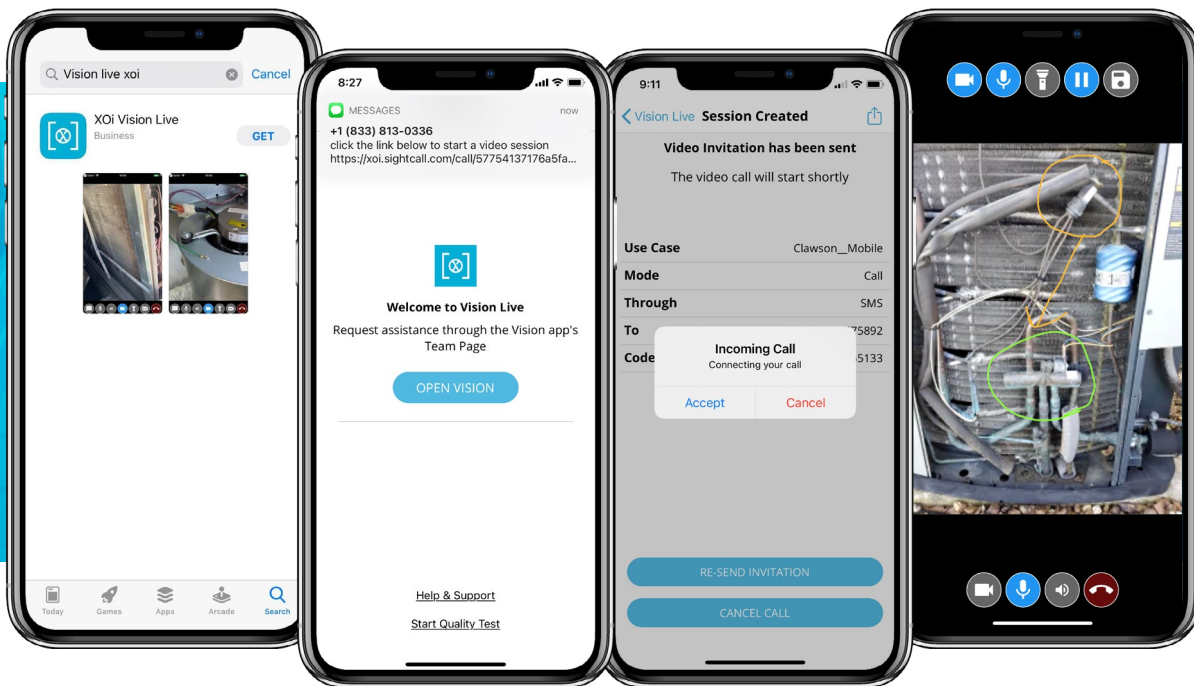 Vision live xoi
Cancel
XOi Vision Live
Business
GET
Today
Games
Apps
Arcade
Search
8:27
MESSAGES
now
+1 (833) 813-0336
click the link below to start a video session
https://xoi.sightcall.com/call/57754137176a5fa...
Welcome to Vision Live
Request assistance through the Vision app's
Team Page
OPEN VISION
Help & Support
Start Quality Test
9:11
Vision Live Session Created
Video Invitation has been sent
The video call will start shortly
Use Case Clawson__Mobile
Mode Call
Through SMS
To 75892
Code 5133
Incoming Call
Connecting your call
Accept Cancel
RE-SEND INVITATION
CANCEL CALL